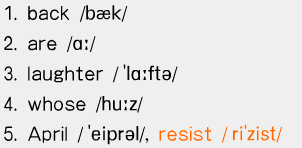 1. back /bæk/
2. are /ɑː/
3. laughter / ˈlɑːftə/
4. whose /huːz/
5. April / ˈeiprəl/, resist / riˈzist/